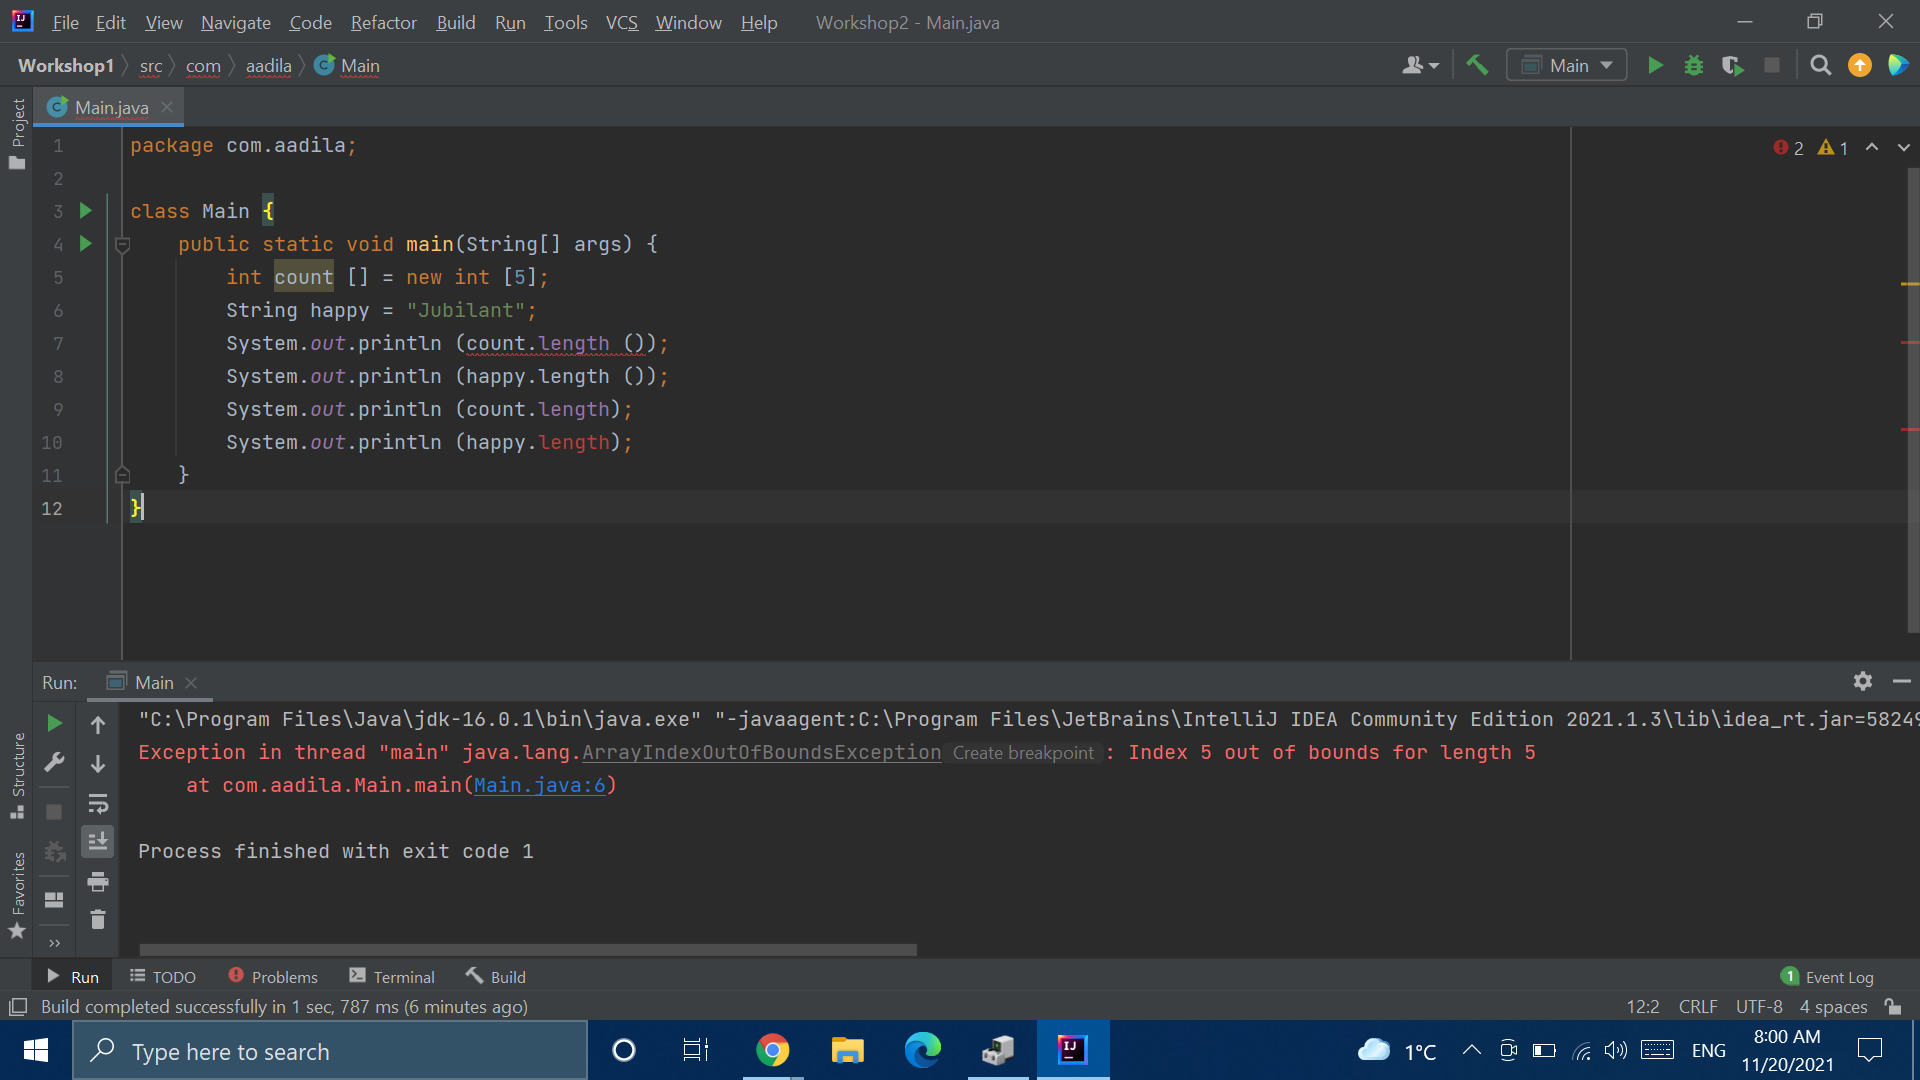 File Edit View Navigate Code Refactor Build Run Tools VCS Window Help Workshop2 - Main.java
Workshop1 src com aadila Main
Main
Main.java
Project
2 1
1 package com.aadila;
2
3 class Main {
4 public static void main(String[] args) {
5 int count [] = new int [5];
6 String happy = "Jubilant";
7 System.out.println (count.length ());
8 System.out.println (happy.length ());
9 System.out.println (count.length);
10 System.out.println (happy.length);
11 }
12 }
Run: Main
"C:\Program Files\Java\jdk-16.0.1\bin\java.exe" "-javaagent:C:\Program Files\JetBrains\IntelliJ IDEA Community Edition 2021.1.3\lib\idea_rt.jar=58249
Exception in thread "main" java.lang.ArrayIndexOutOfBoundsException Create breakpoint : Index 5 out of bounds for length 5
at com.aadila.Main.main(Main.java:6)
Process finished with exit code 1
Structure
Favorites
Run TODO Problems Terminal Build
1 Event Log
Build completed successfully in 1 sec, 787 ms (6 minutes ago)
12:2 CRLF UTF-8 4 spaces
Type here to search
1°C
ENG
8:00 AM
11/20/2021